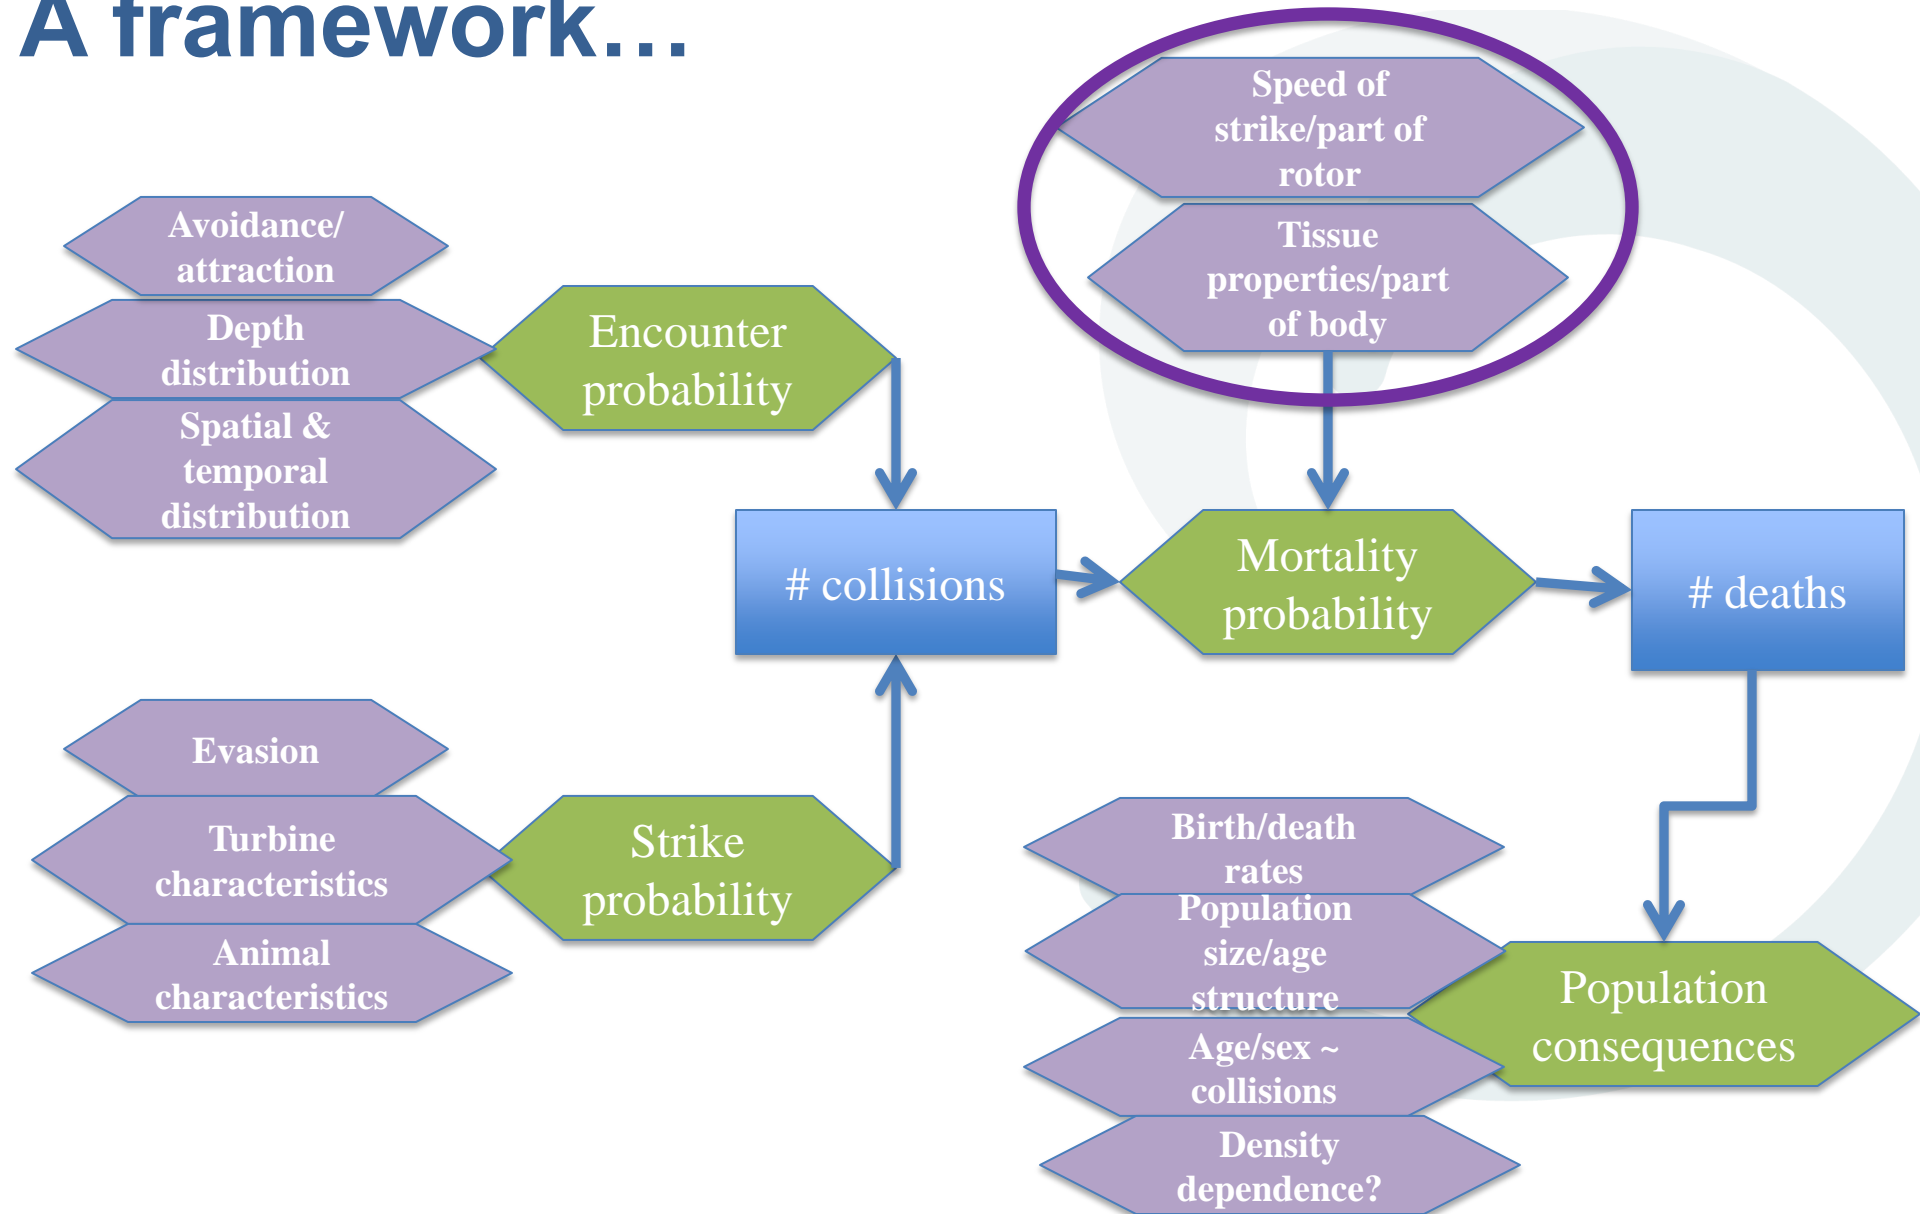 A framework...
Speed of
strike/part of
rotor
Tissue
properties/part
of body
Avoidance/
attraction
Depth
distribution
Spatial &
temporal
distribution
Encounter
probability
# collisions
Mortality
probability
# deaths
Evasion
Turbine
characteristics
Animal
characteristics
Strike
probability
Birth/death
rates
Population
size/age
structure
Age/sex ~
collisions
Density
dependence?
Population
consequences